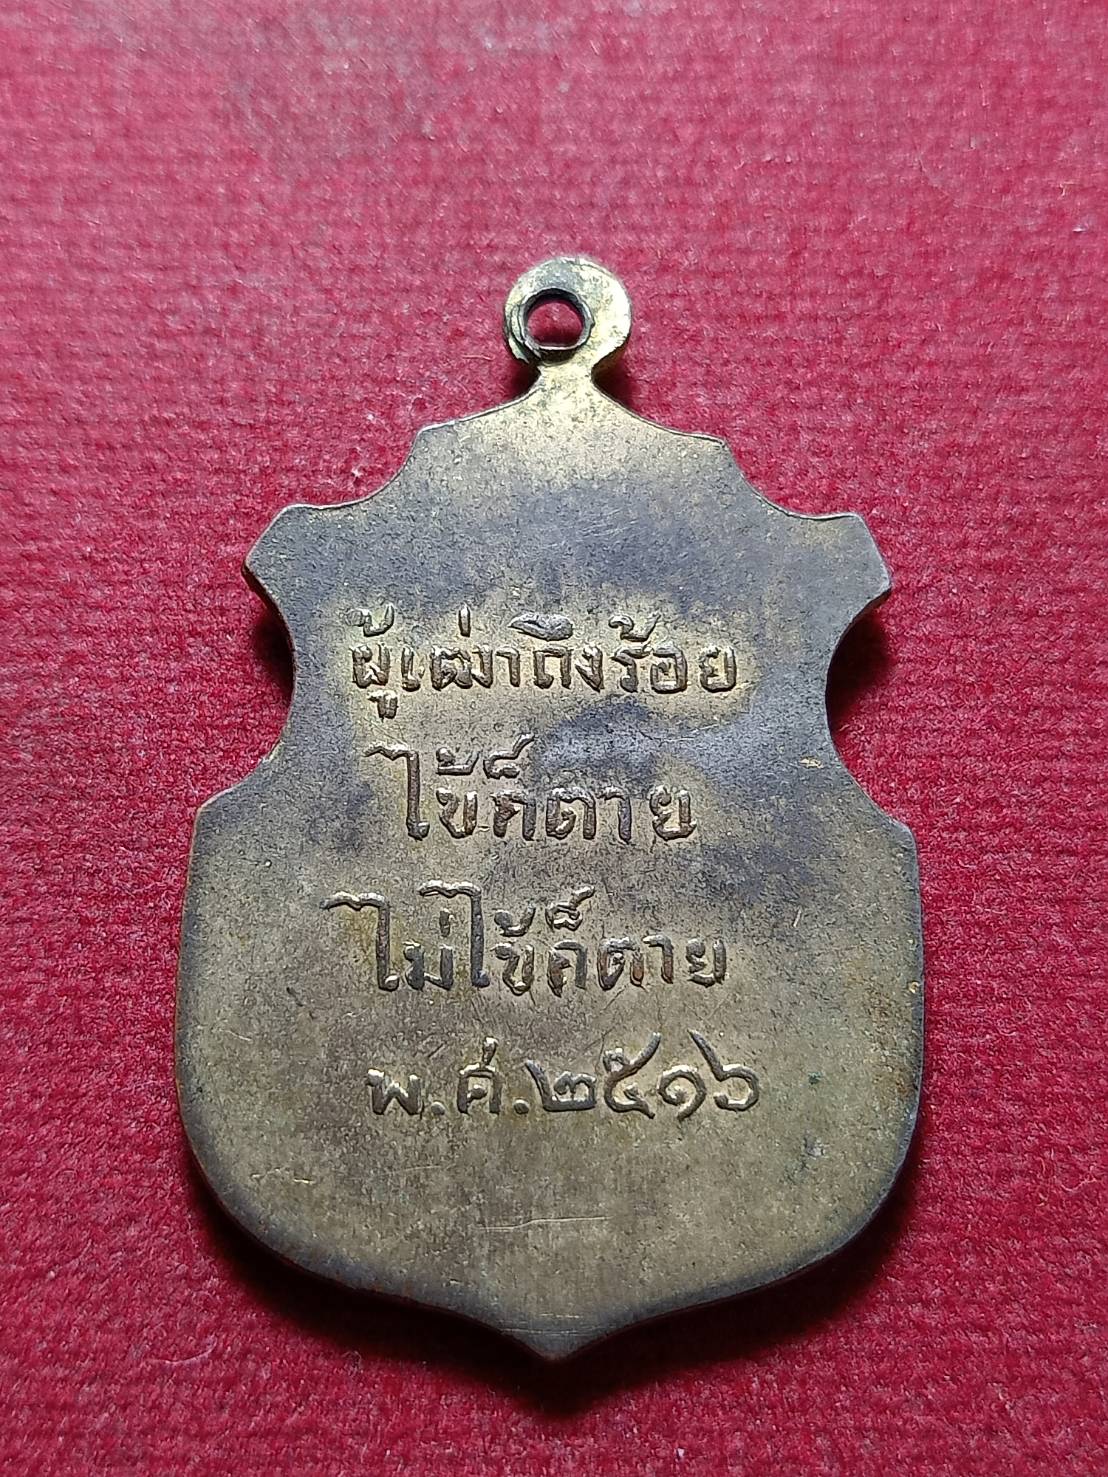 ผู้เฒ่าถึงร้อย
ไข้ก็ตาย
ไม่ไข้ก็ตาย
พ.ศ.๒๕๑๖